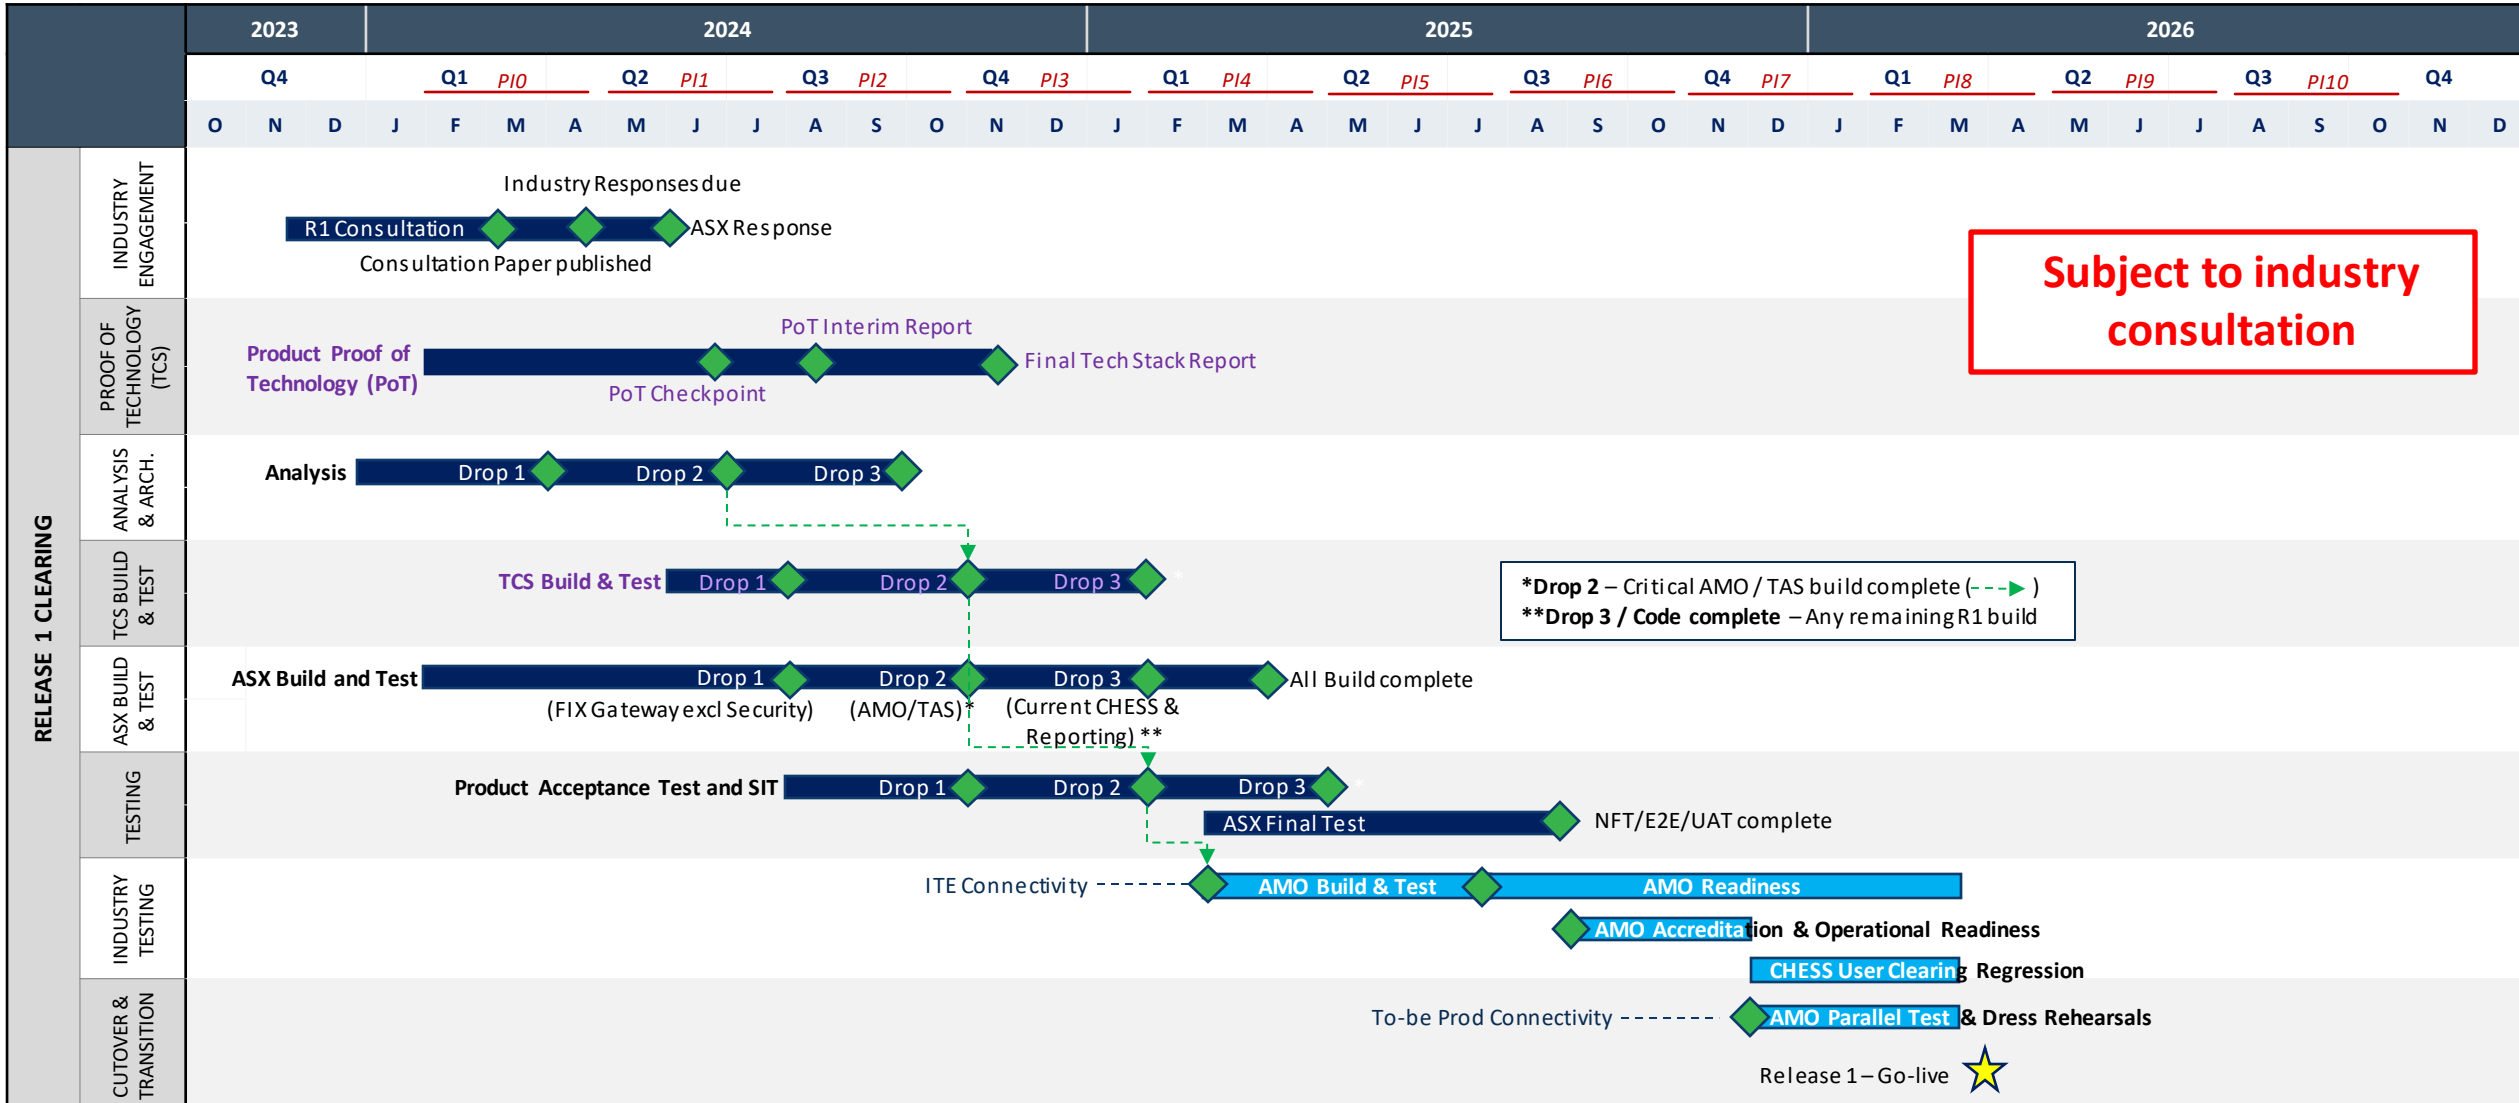 2023 2024 2025 2026
Q4 Q1 PI0 Q2 PI1 Q3 PI2 Q4 PI3 Q1 PI4 Q2 PI5 Q3 PI6 Q4 PI7 Q1 PI8 Q2 PI9 Q3 PI10 Q4
O N D J F M A M J J A S O N D J F M A M J J A S O N D J F M A M J J A S O N D
RELEASE 1 CLEARING
INDUSTRY
ENGAGEMENT
Industry Responses due
R1 Consultation
ASX Response
Consultation Paper published
Subject to industry
consultation
PROOF OF
TECHNOLOGY
(TCS)
PoT Interim Report
Product Proof of
Technology (PoT)
Final Tech Stack Report
PoT Checkpoint
ANALYSIS
& ARCH.
Analysis Drop 1 Drop 2 Drop 3
TCS BUILD
& TEST
TCS Build & Test Drop 1 Drop 2 Drop 3 *
*Drop 2 – Critical AMO / TAS build complete ( )
**Drop 3 / Code complete – Any remaining R1 build
ASX BUILD
& TEST
ASX Build and Test Drop 1 Drop 2 Drop 3 All Build complete
(FIX Gateway excl Security) (AMO/TAS)* (Current CHESS &
Reporting) **
TESTING
Product Acceptance Test and SIT Drop 1 Drop 2 Drop 3 *
ASX Final Test NFT/E2E/UAT complete
INDUSTRY
TESTING
ITE Connectivity AMO Build & Test AMO Readiness
AMO Accreditation & Operational Readiness
CHESS User Clearing Regression
CUTOVER &
TRANSITION
To-be Prod Connectivity AMO Parallel Test & Dress Rehearsals
Release 1 – Go-live